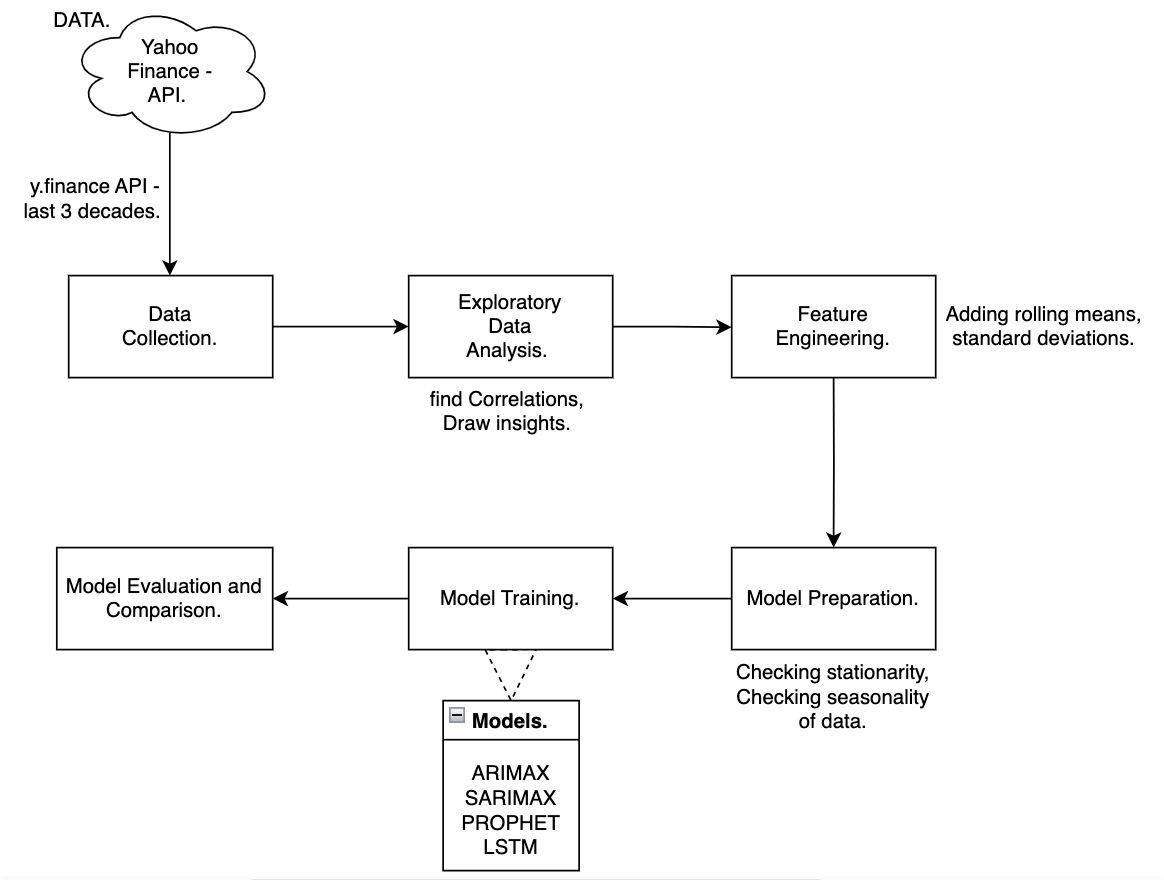 DATA.
Yahoo
Finance -
API.
y.finance API -
last 3 decades.
Data
Collection.
Exploratory
Data
Analysis.
find Correlations,
Draw insights.
Feature
Engineering.
Adding rolling means,
standard deviations.
Model Evaluation and
Comparison.
Model Training.
Model Preparation.
Checking stationarity,
Checking seasonality
of data.
Models.
ARIMAX
SARIMAX
PROPHET
LSTM